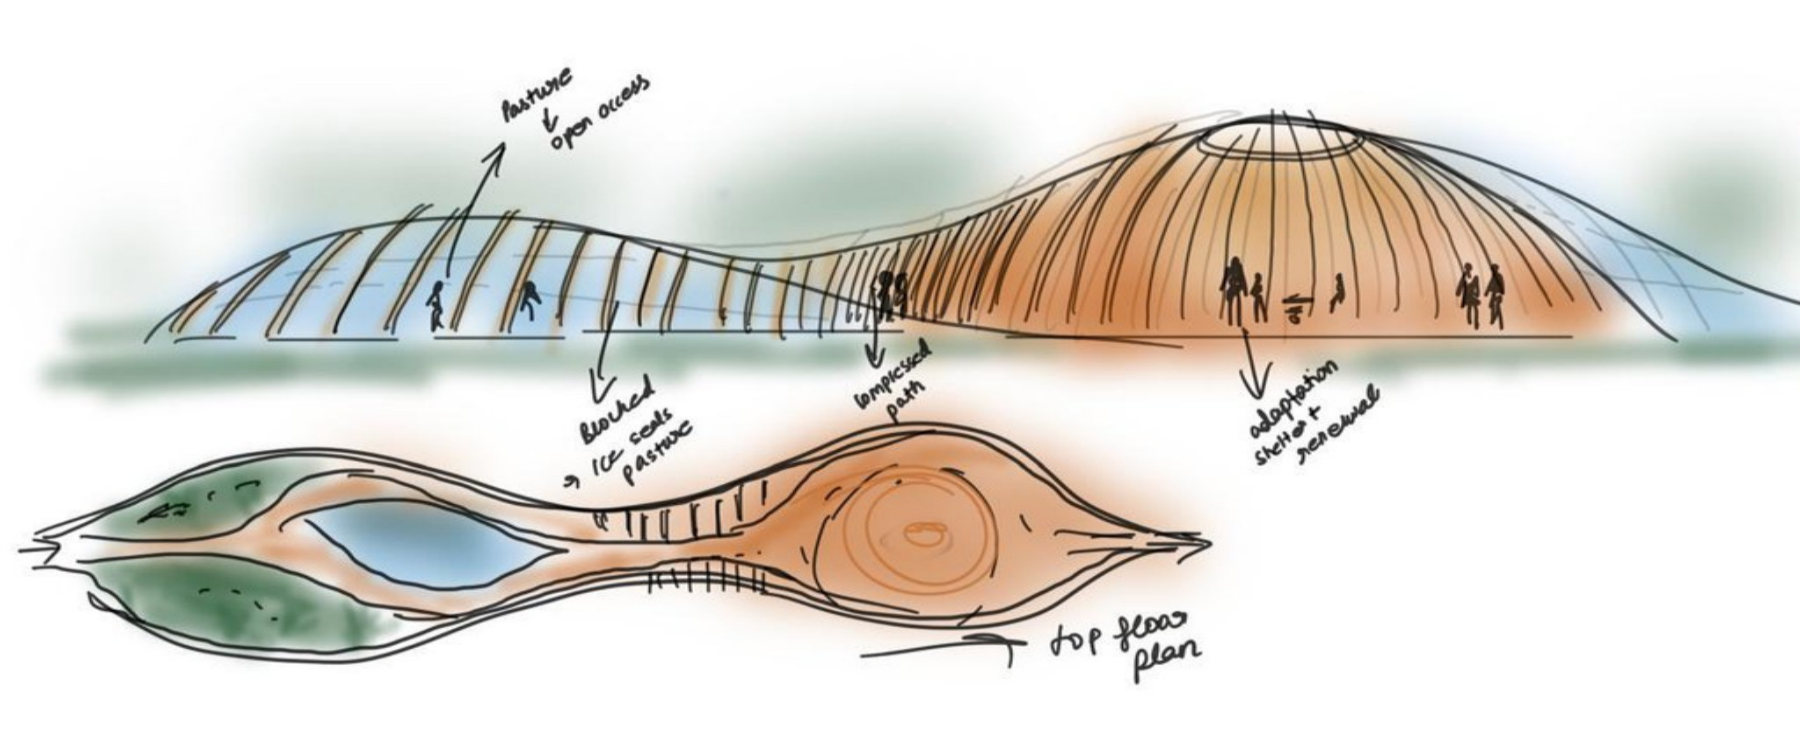 Pasture
open access
Blocked
ice seals
pasture
compressed
path
adaptation
shelter +
renewal
top floor
plan